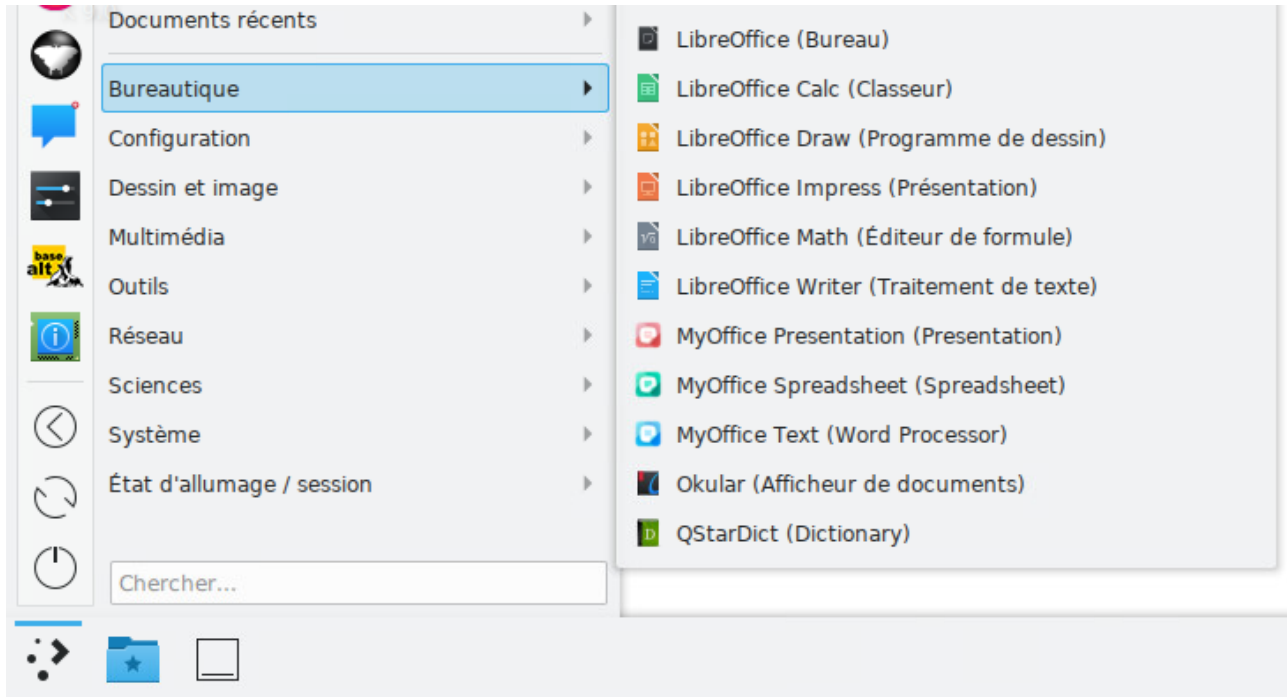 Documents récents
Bureautique
Configuration
Dessin et image
Multimédia
Outils
Réseau
Sciences
Système
État d'allumage / session
Chercher...
LibreOffice (Bureau)
LibreOffice Calc (Classeur)
LibreOffice Draw (Programme de dessin)
LibreOffice Impress (Présentation)
LibreOffice Math (Éditeur de formule)
LibreOffice Writer (Traitement de texte)
MyOffice Presentation (Presentation)
MyOffice Spreadsheet (Spreadsheet)
MyOffice Text (Word Processor)
Okular (Afficheur de documents)
QStarDict (Dictionary)
base
alt
D